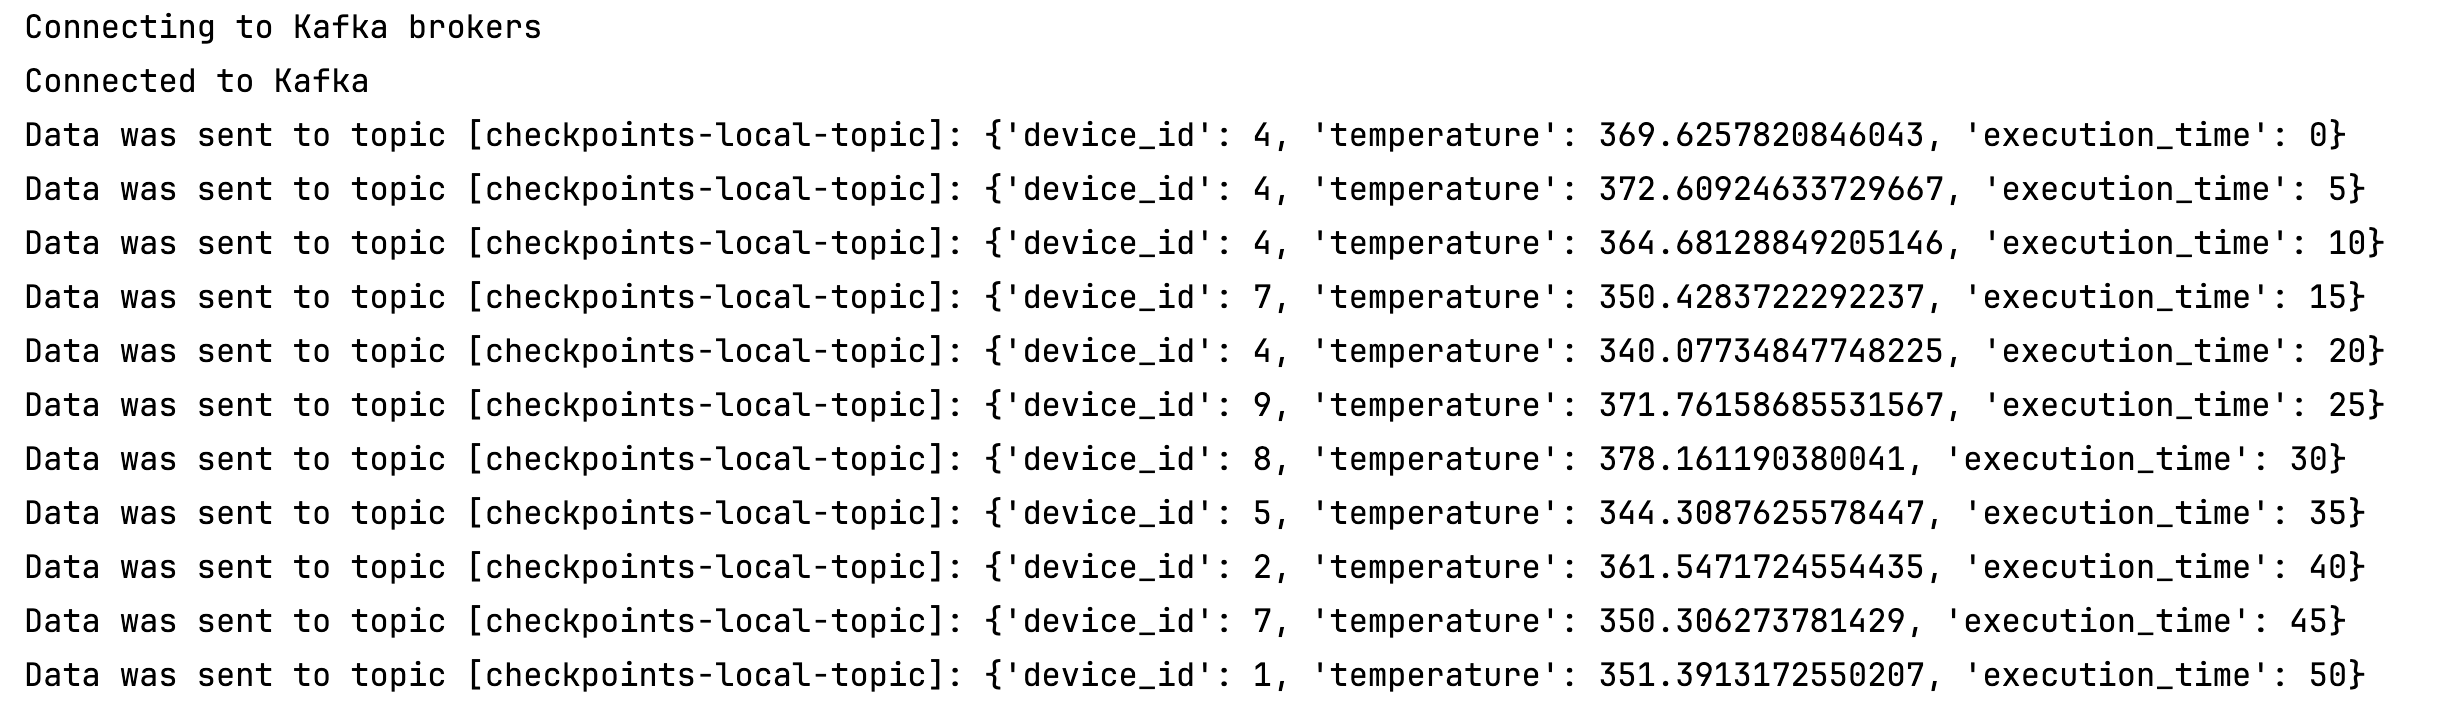 Connecting to Kafka brokers
Connected to Kafka
Data was sent to topic [checkpoints-local-topic]: {'device_id': 4, 'temperature': 369.6257820846043, 'execution_time': 0}
Data was sent to topic [checkpoints-local-topic]: {'device_id': 4, 'temperature': 372.60924633729667, 'execution_time': 5}
Data was sent to topic [checkpoints-local-topic]: {'device_id': 4, 'temperature': 364.68128849205146, 'execution_time': 10}
Data was sent to topic [checkpoints-local-topic]: {'device_id': 7, 'temperature': 350.4283722292237, 'execution_time': 15}
Data was sent to topic [checkpoints-local-topic]: {'device_id': 4, 'temperature': 340.07734847748225, 'execution_time': 20}
Data was sent to topic [checkpoints-local-topic]: {'device_id': 9, 'temperature': 371.76158685531567, 'execution_time': 25}
Data was sent to topic [checkpoints-local-topic]: {'device_id': 8, 'temperature': 378.161190380041, 'execution_time': 30}
Data was sent to topic [checkpoints-local-topic]: {'device_id': 5, 'temperature': 344.3087625578447, 'execution_time': 35}
Data was sent to topic [checkpoints-local-topic]: {'device_id': 2, 'temperature': 361.5471724554435, 'execution_time': 40}
Data was sent to topic [checkpoints-local-topic]: {'device_id': 7, 'temperature': 350.306273781429, 'execution_time': 45}
Data was sent to topic [checkpoints-local-topic]: {'device_id': 1, 'temperature': 351.3913172550207, 'execution_time': 50}